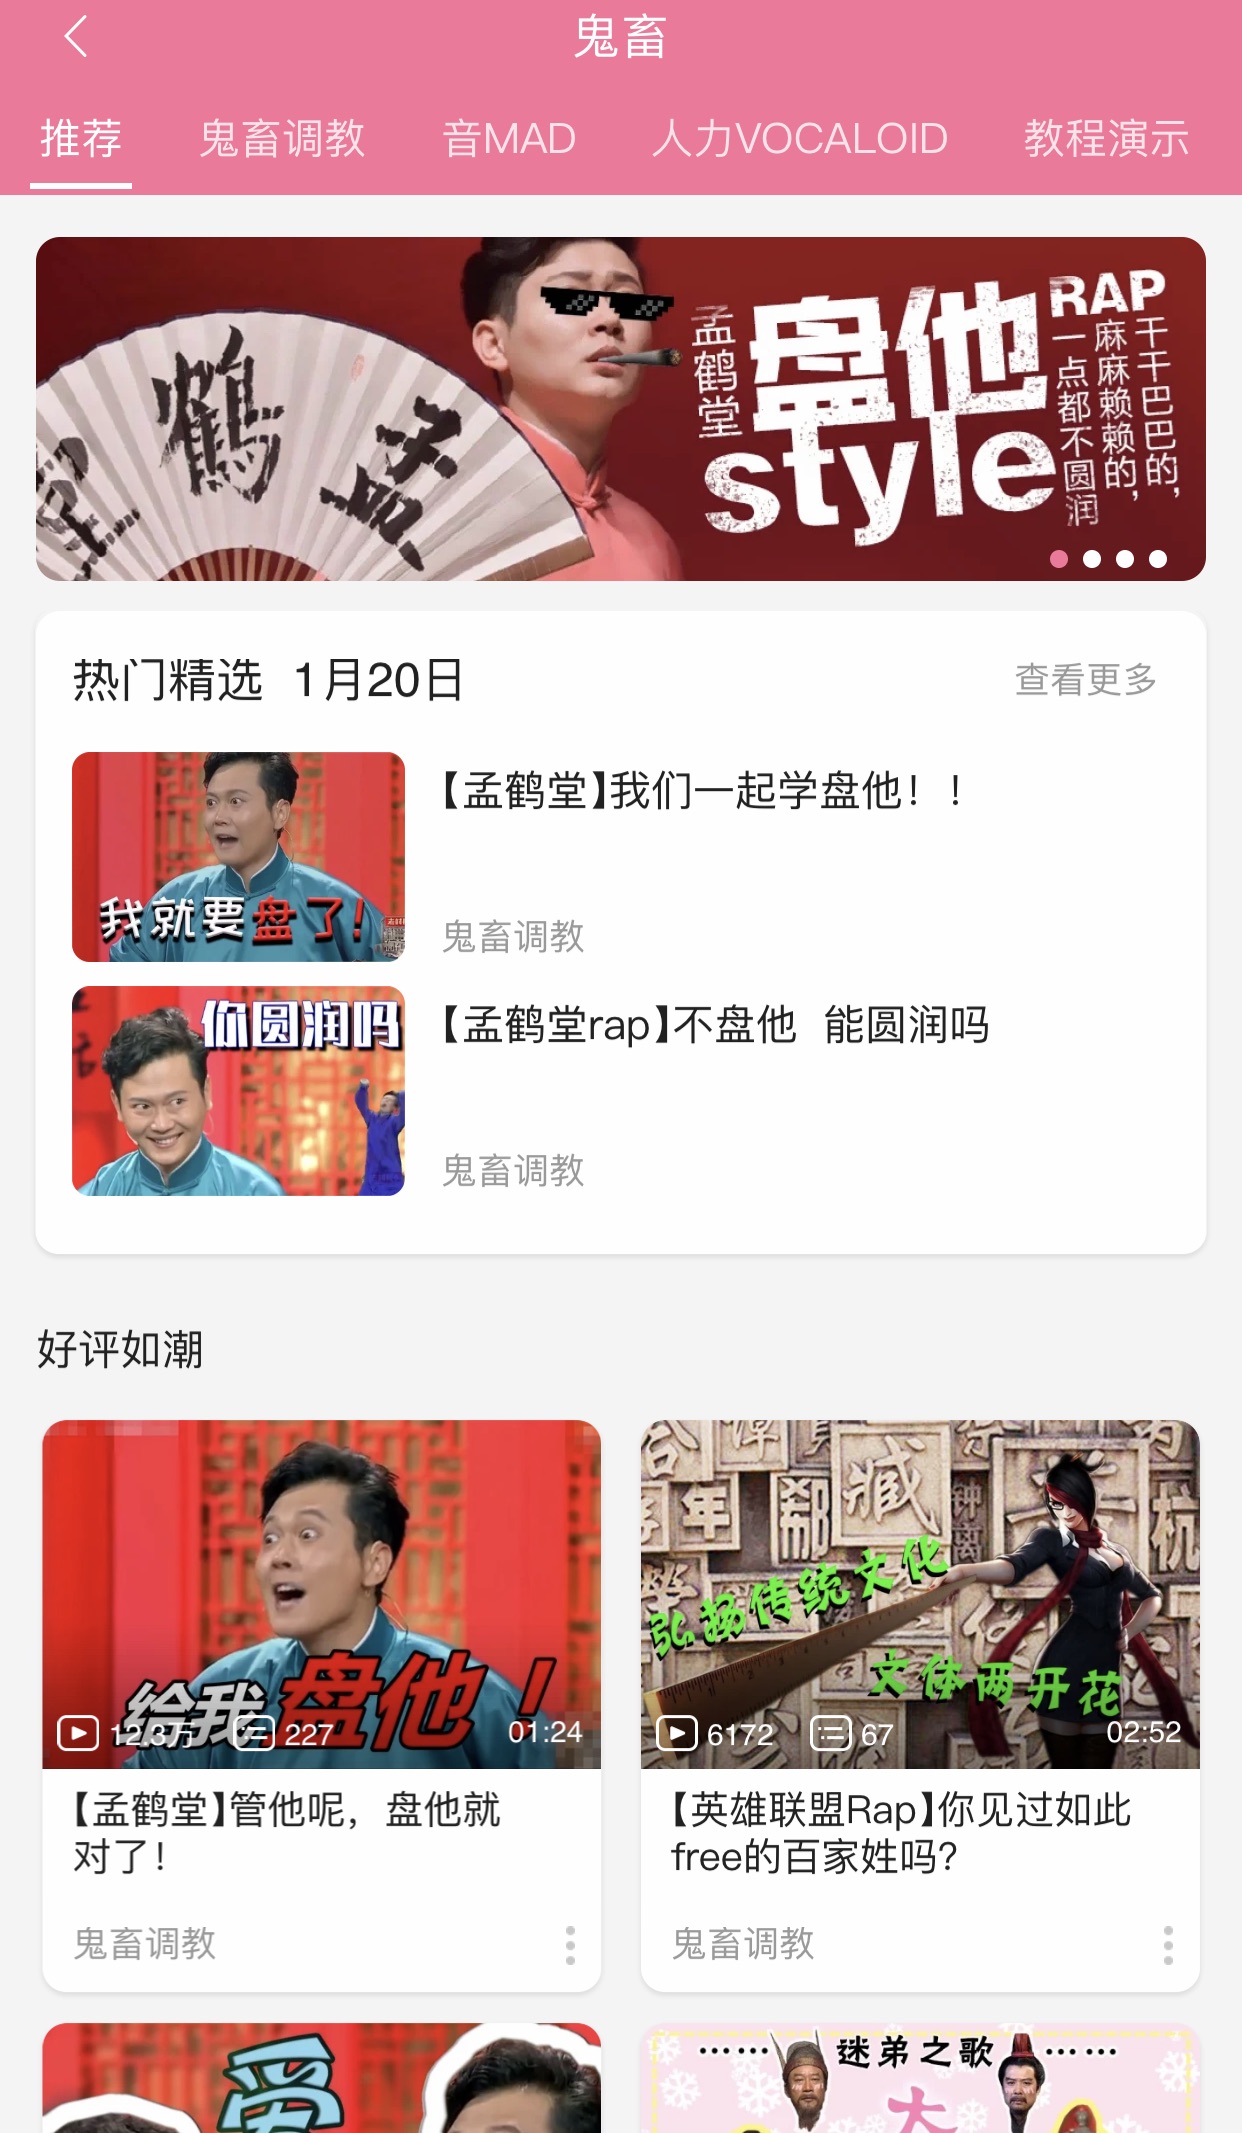 鬼畜
推荐 鬼畜调教 音MAD 人力VOCALOID 教程演示
鹤 孟
孟鹤堂
盘他
style
RAP
干干巴巴的，
麻麻赖赖的，
一点都不圆润
热门精选 1月20日 查看更多
我就要盘了！
【孟鹤堂】我们一起学盘他！！
鬼畜调教
你圆润吗
【孟鹤堂rap】不盘他 能圆润吗
鬼畜调教
好评如潮
给我盘他！
12.3万 227 01:24
【孟鹤堂】管他呢，盘他就
对了！
鬼畜调教
年 郗 臧 钟离 杭
弘扬传统文化
文体两开花
6172 67 02:52
【英雄联盟Rap】你见过如此
free的百家姓吗？
鬼畜调教
……迷弟之歌……